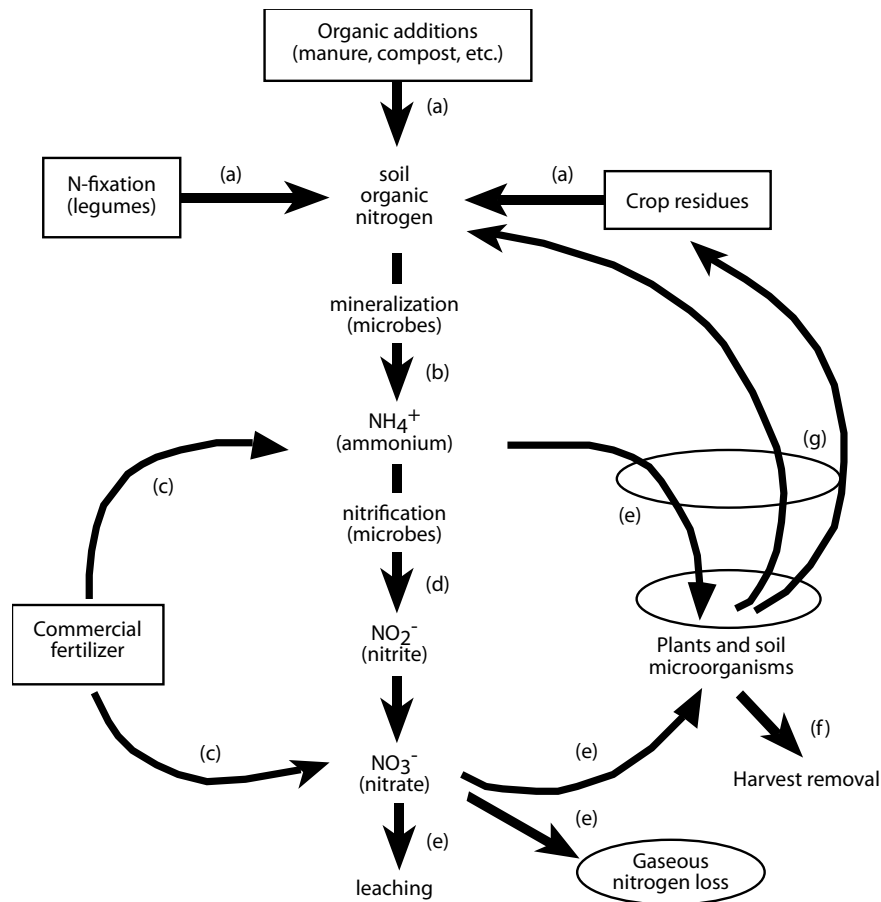 Organic additions
(manure, compost, etc.)
(a)
N-fixation
(legumes)
(a)
soil
organic
nitrogen
(a)
Crop residues
mineralization
(microbes)
(b)
NH4+
(ammonium)
(g)
(c)
nitrification
(microbes)
(e)
(d)
Commercial
fertilizer
NO2-
(nitrite)
Plants and soil
microorganisms
(c)
(e)
(f)
NO3-
(nitrate)
Harvest removal
(e)
(e)
leaching
Gaseous
nitrogen loss